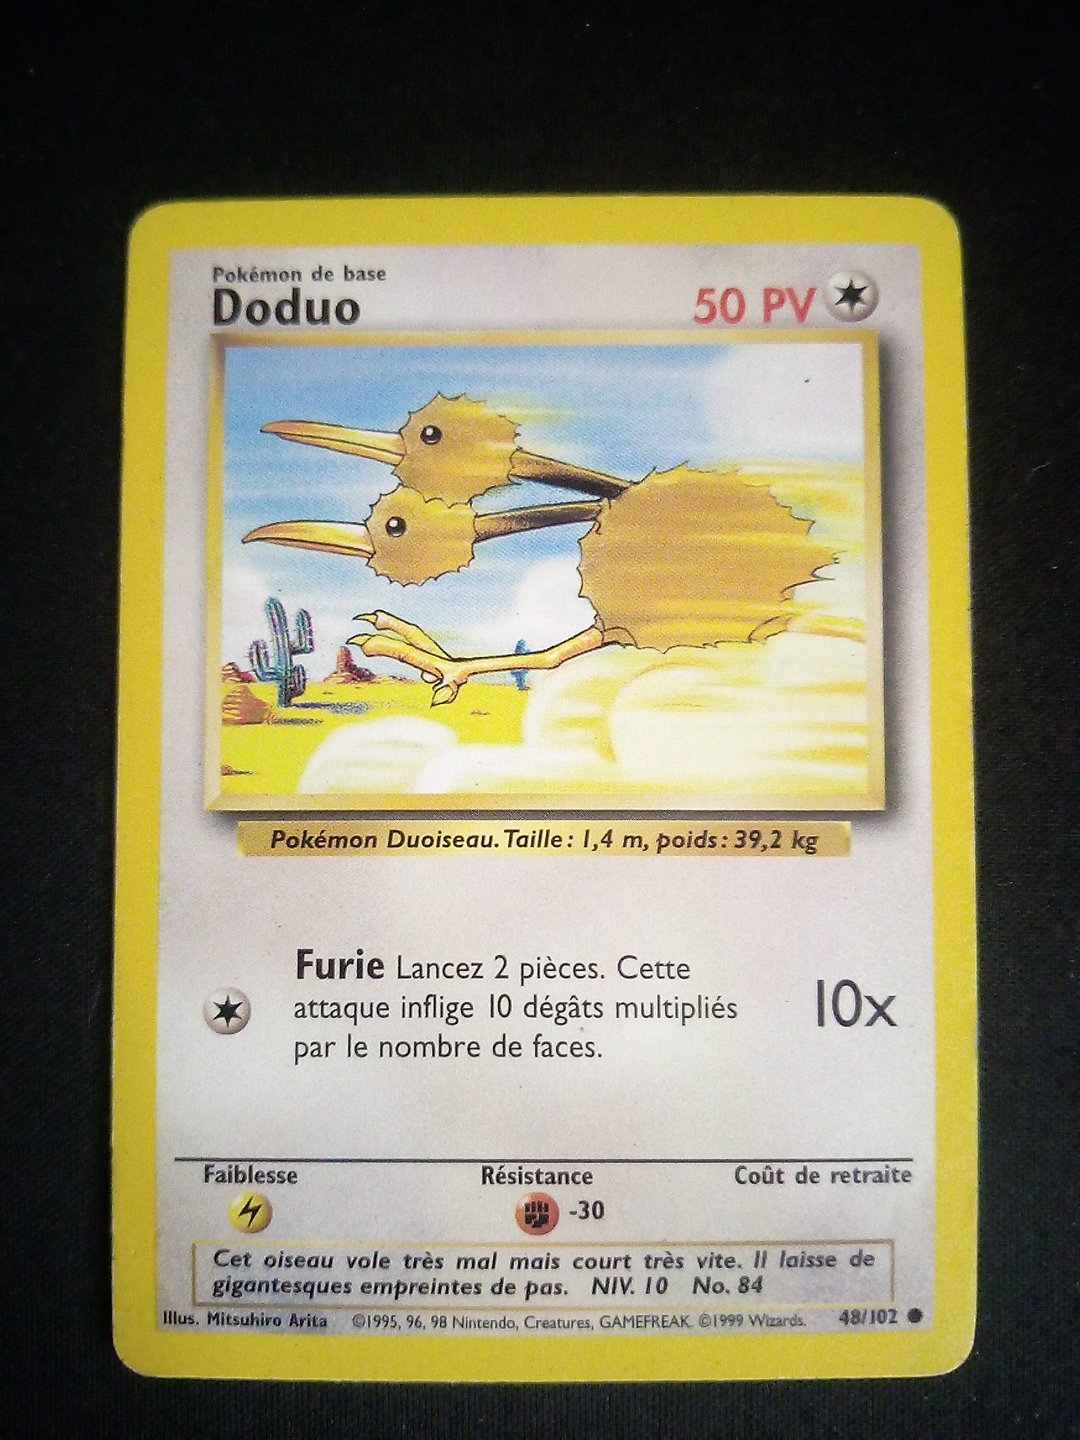 Pokémon de base
Doduo
50 PV
Pokémon Duoiseau. Taille : 1,4 m, poids : 39,2 kg
Furie Lancez 2 pièces. Cette
attaque inflige 10 dégâts multipliés
par le nombre de faces.
10x
Faiblesse Résistance Coût de retraite
-30
Cet oiseau vole très mal mais court très vite. Il laisse de
gigantesques empreintes de pas. NIV. 10 No. 84
Illus. Mitsuhiro Arita ©1995, 96, 98 Nintendo, Creatures, GAMEFREAK. ©1999 Wizards. 48/102